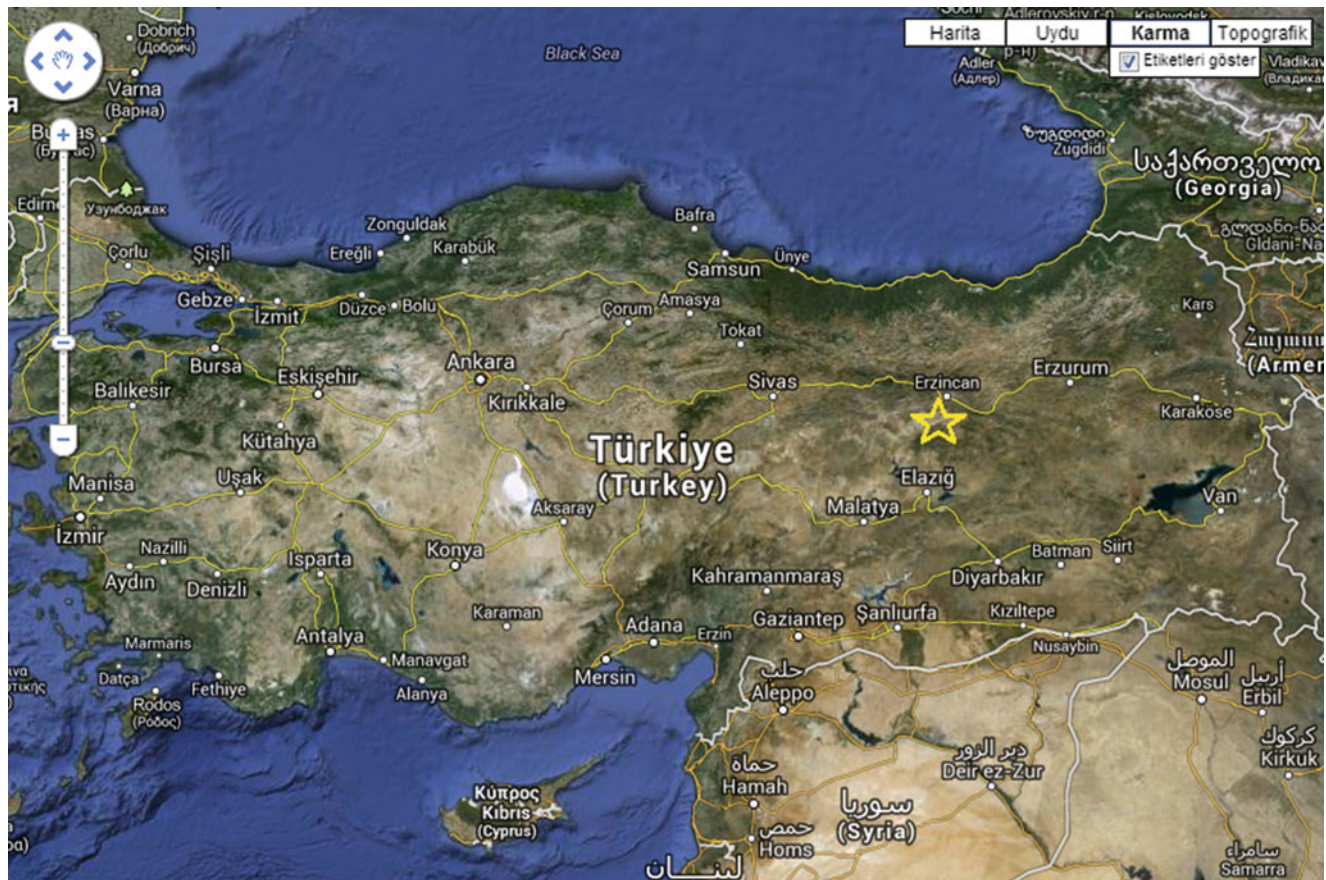 Dobrich
(Добрич)
Black Sea
Harita
Uydu
Karma
Topografik
Etiketleri göster
Adler
(Адлер)
Varna
(Варна)
ზუგდიდი
Zugdidi
საქართველო
(Georgia)
Узунбоджак
Zonguldak
Bafra
Çorlu
Şişli
Ereğli
Karabük
Samsun
Ünye
Gebze
İzmit
Düzce
Bolu
Çorum
Amasya
Kars
Tokat
Bursa
Eskişehir
Ankara
Kırıkkale
Sivas
Erzincan
Erzurum
Balıkesir
Karaköse
Kütahya
Türkiye
(Turkey)
Manisa
Uşak
Elazığ
Aksaray
Malatya
Van
İzmir
Nazilli
Isparta
Konya
Batman
Siirt
Aydın
Denizli
Kahramanmaraş
Diyarbakır
Karaman
Gaziantep
Şanlıurfa
Kızıltepe
Antalya
Adana
Erzin
Nusaybin
Marmaris
Manavgat
Mersin
Datça
Fethiye
Alanya
حلب
Aleppo
الموصل
Mosul
أربيل
Erbil
Rodos
(Ρόδος)
كركوك
Kirkuk
دير الزور
Deir ez-Zur
حماة
Hamah
Κύπρος
Kıbrıs
(Cyprus)
سوريا
(Syria)
حمص
Homs
لبنان
سامراء
Samarra